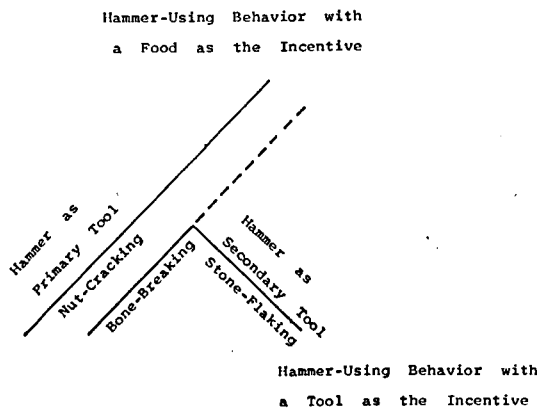 Hammer-Using Behavior with
a Food as the Incentive
Hammer as
Primary Tool
Nut-Cracking
Bone-Breaking
Hammer as
Secondary Tool
Stone-Flaking
Hammer-Using Behavior with
a Tool as the Incentive